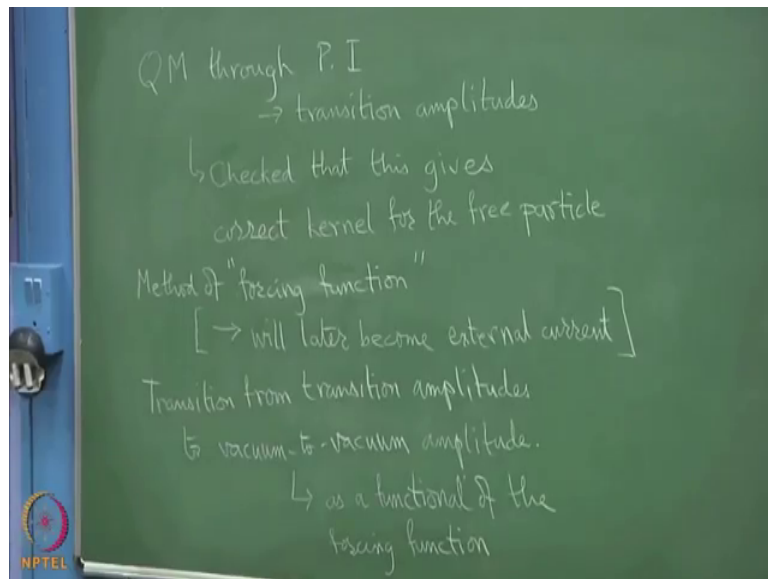 QM through P.I
→ transition amplitudes
↳ Checked that this gives
correct kernel for the free particle
Method of "forcing function"
[→ will later become external current]
Transition from transition amplitudes
to vacuum-to-vacuum amplitude.
↳ as a functional of the
forcing function
NPTEL